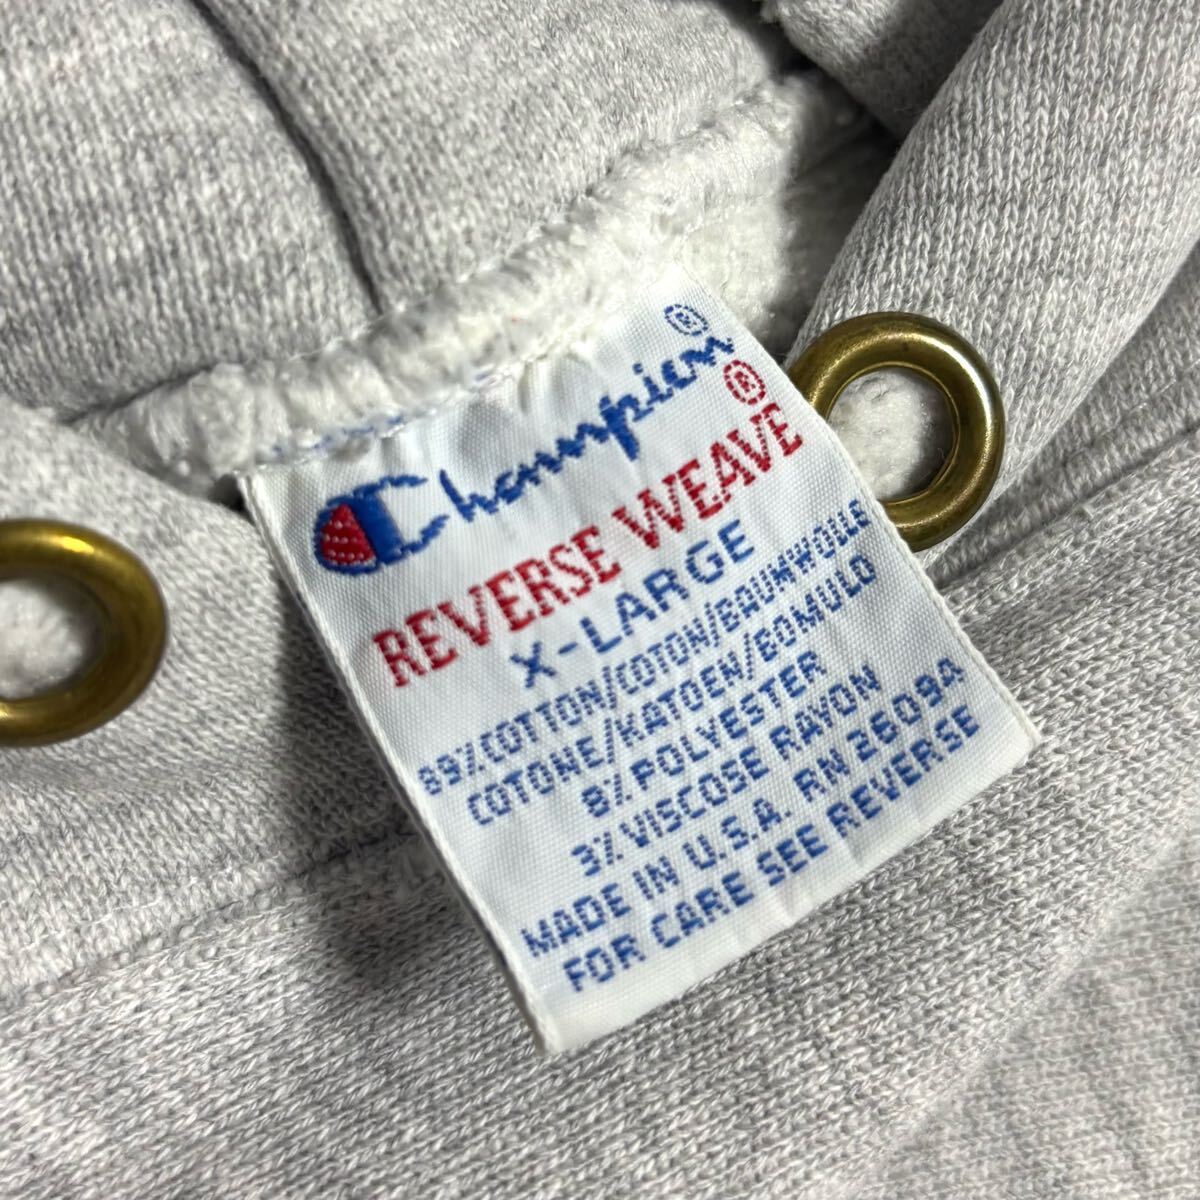 Champion®
REVERSE WEAVE®
X-LARGE
89% COTTON/COTON/BAUMWOLLE
COTONE/KATOEN/BOMULD
8% POLYESTER
3% VISCOSE RAYON
MADE IN U.S.A. RN 26094
FOR CARE SEE REVERSE